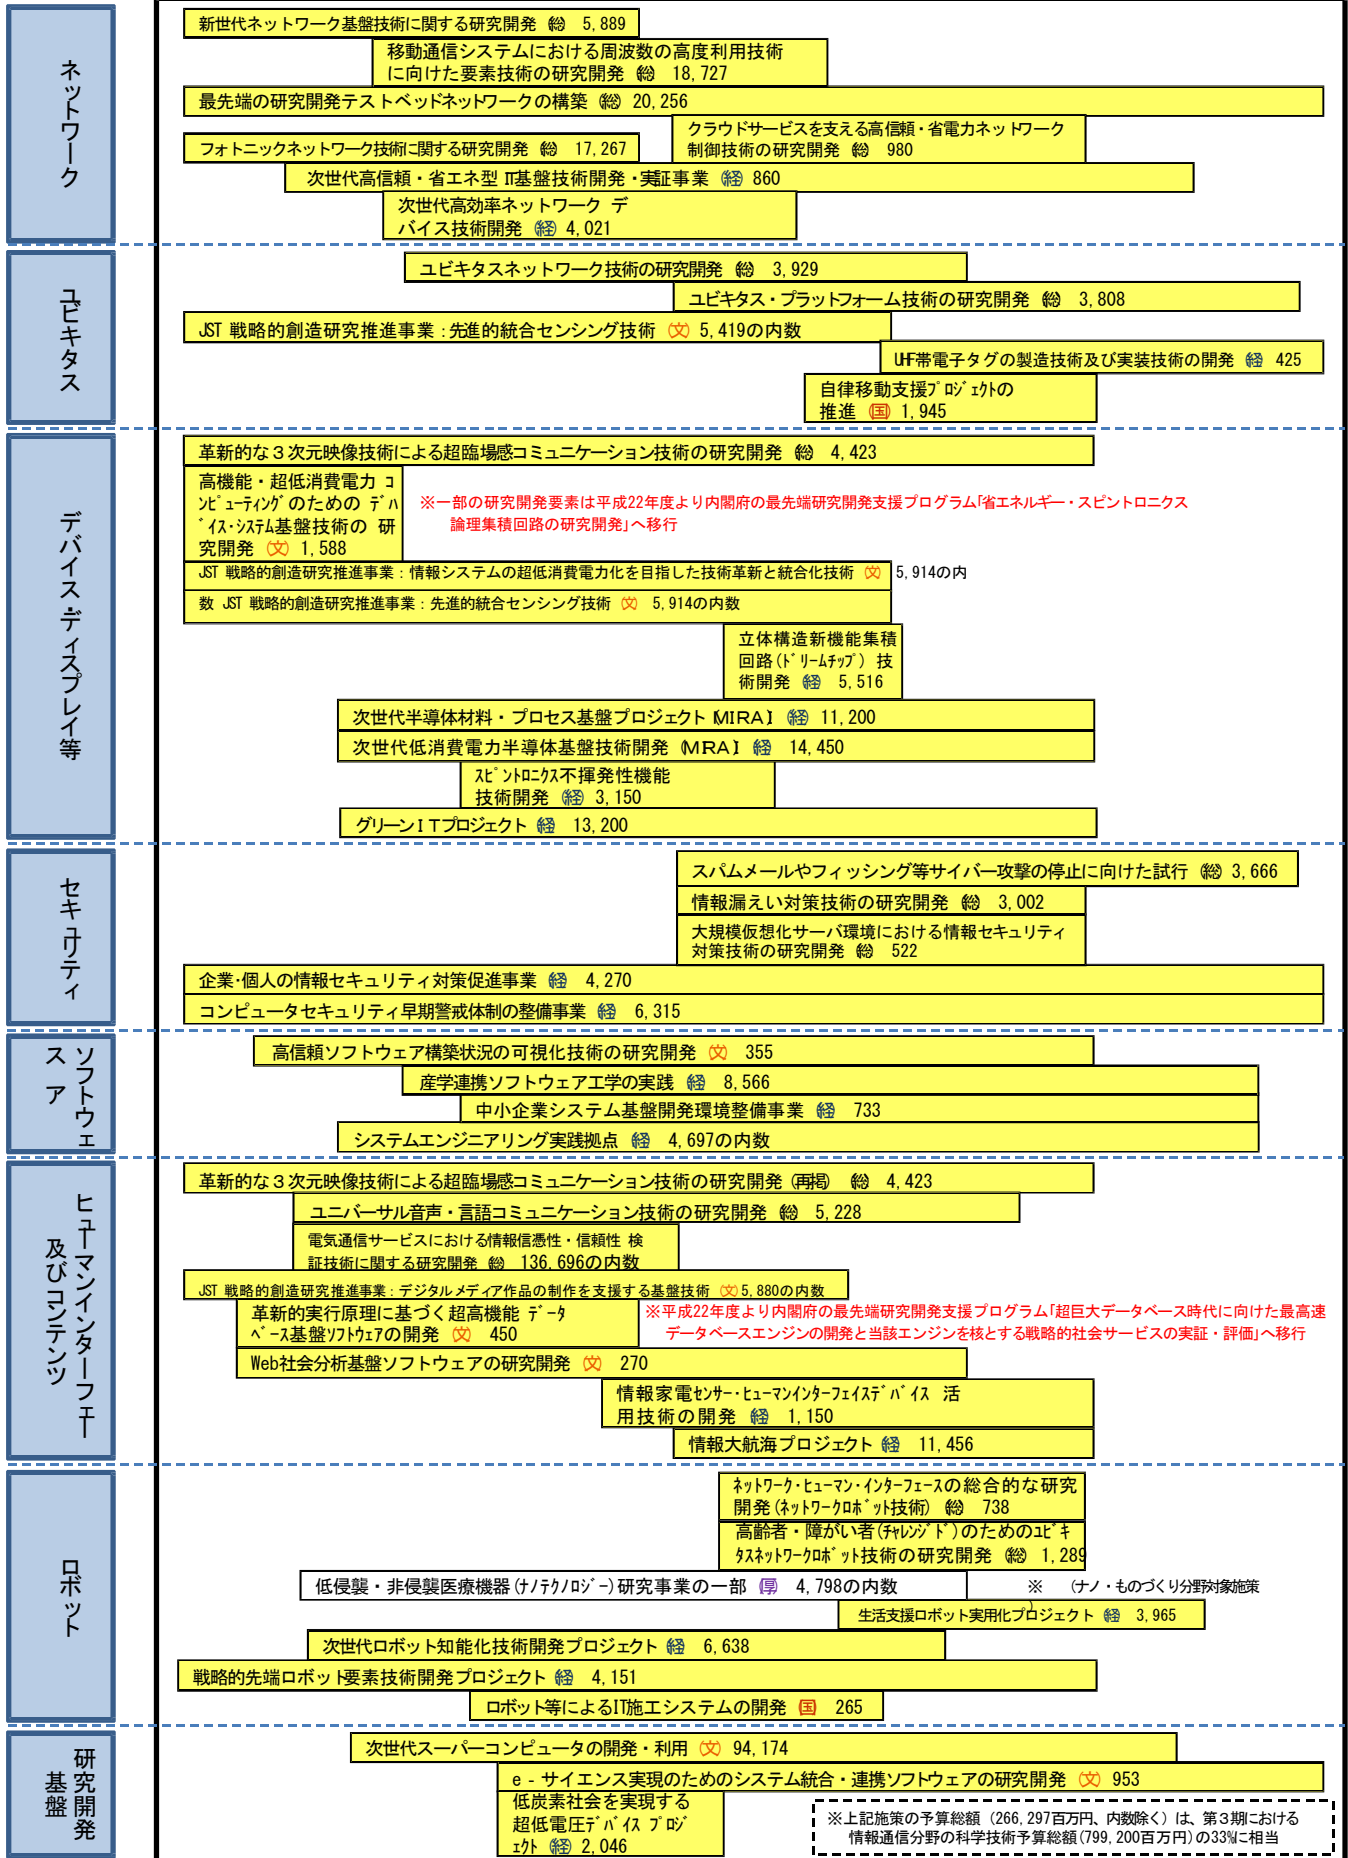 ネットワーク
新世代ネットワーク基盤技術に関する研究開発 (総) 5,889
移動通信システムにおける周波数の高度利用技術
に向けた要素技術の研究開発 (総) 18,727
最先端の研究開発テストベッドネットワークの構築 (総) 20,256
クラウドサービスを支える高信頼・省電力ネットワーク
制御技術の研究開発 (総) 980
フォトニックネットワーク技術に関する研究開発 (総) 17,267
次世代高信頼・省エネ型IT基盤技術開発・実証事業 (経) 860
次世代高効率ネットワーク デ
バイス技術開発 (経) 4,021
ユビキタス
ユビキタスネットワーク技術の研究開発 (総) 3,929
ユビキタス・プラットフォーム技術の研究開発 (総) 3,808
JST 戦略的創造研究推進事業：先進的統合センシング技術 (文) 5,419の内数
UHF帯電子タグの製造技術及び実装技術の開発 (経) 425
自律移動支援ﾌﾟﾛｼﾞｪｸﾄの
推進 (国) 1,945
デバイス・ディスプレイ等
革新的な３次元映像技術による超臨場感コミュニケーション技術の研究開発 (総) 4,423
高機能・超低消費電力 コ
ﾝﾋﾟｭｰﾃｨﾝｸﾞのための ﾃﾞﾊ
ﾞｲｽ･ｼｽﾃﾑ基盤技術の 研
究開発 (文) 1,588
※一部の研究開発要素は平成22年度より内閣府の最先端研究開発支援プログラム「省エネルギー・スピントロニクス
論理集積回路の研究開発」へ移行
JST 戦略的創造研究推進事業：情報システムの超低消費電力化を目指した技術革新と統合化技術 (文) 5,914の内
数 JST 戦略的創造研究推進事業：先進的統合センシング技術 (文) 5,914の内数
立体構造新機能集積
回路(ﾄﾞﾘｰﾑﾁｯﾌﾟ) 技
術開発 (経) 5,516
次世代半導体材料・プロセス基盤プロジェクト(MIRAI) (経) 11,200
次世代低消費電力半導体基盤技術開発 (MIRAI) (経) 14,450
ｽﾋﾟﾝﾄﾛﾆｸｽ不揮発性機能
技術開発 (経) 3,150
グリーンＩＴプロジェクト (経) 13,200
セキュリティ
スパムメールやフィッシング等サイバー攻撃の停止に向けた試行 (総) 3,666
情報漏えい対策技術の研究開発 (総) 3,002
大規模仮想化サーバ環境における情報セキュリティ
対策技術の研究開発 (総) 522
企業･個人の情報セキュリティ対策促進事業 (経) 4,270
コンピュータセキュリティ早期警戒体制の整備事業 (経) 6,315
ソフトウェ
ス ア
高信頼ソフトウェア構築状況の可視化技術の研究開発 (文) 355
産学連携ソフトウェア工学の実践 (経) 8,566
中小企業システム基盤開発環境整備事業 (経) 733
システムエンジニアリング実践拠点 (経) 4,697の内数
ヒューマンインターフェー
及びコンテンツ
革新的な３次元映像技術による超臨場感コミュニケーション技術の研究開発（再掲） (総) 4,423
ユニバーサル音声・言語コミュニケーション技術の研究開発 (総) 5,228
電気通信サービスにおける情報信憑性・信頼性 検
証技術に関する研究開発 (総) 136,696の内数
JST 戦略的創造研究推進事業：デジタルメディア作品の制作を支援する基盤技術 (文) 5,880の内数
革新的実行原理に基づく超高機能 ﾃﾞｰﾀ
ﾍﾞｰｽ基盤ｿﾌﾄｳｪｱの開発 (文) 450
※平成22年度より内閣府の最先端研究開発支援プログラム「超巨大データベース時代に向けた最高速
データベースエンジンの開発と当該エンジンを核とする戦略的社会サービスの実証・評価」へ移行
Web社会分析基盤ソフトウェアの研究開発 (文) 270
情報家電ｾﾝｻｰ･ﾋｭｰﾏﾝｲﾝﾀｰﾌｪｲｽﾃﾞﾊﾞｲｽ 活
用技術の開発 (経) 1,150
情報大航海プロジェクト (経) 11,456
ロボット
ﾈｯﾄﾜｰｸ･ﾋｭｰﾏﾝ･ｲﾝﾀｰﾌｪｰｽの総合的な研究
開発(ﾈｯﾄﾜｰｸﾛﾎﾞｯﾄ技術) (総) 738
高齢者・障がい者(ﾁｬﾚﾝｼﾞﾄﾞ)のためのﾕﾋﾞｷ
ﾀｽﾈｯﾄﾜｰｸﾛﾎﾞｯﾄ技術の研究開発 (総) 1,289
低侵襲・非侵襲医療機器(ﾅﾉﾃｸﾉﾛｼﾞｰ)研究事業の一部 (厚) 4,798の内数
※ (ナノ・ものづくり分野対象施策
)
生活支援ロボット実用化プロジェクト (経) 3,965
次世代ロボット知能化技術開発プロジェクト (経) 6,638
戦略的先端ロボット要素技術開発プロジェクト (経) 4,151
ロボット等によるIT施工システムの開発 (国) 265
研究開発
基盤
次世代スーパーコンピュータの開発・利用 (文) 94,174
ｅ‐サイエンス実現のためのシステム統合・連携ソフトウェアの研究開発 (文) 953
低炭素社会を実現する
超低電圧ﾃﾞﾊﾞｲｽ ﾌﾟﾛｼﾞ
ｪｸﾄ (経) 2,046
※上記施策の予算総額（266,297百万円、内数除く）は、第３期における
情報通信分野の科学技術予算総額(799,200百万円)の33%に相当